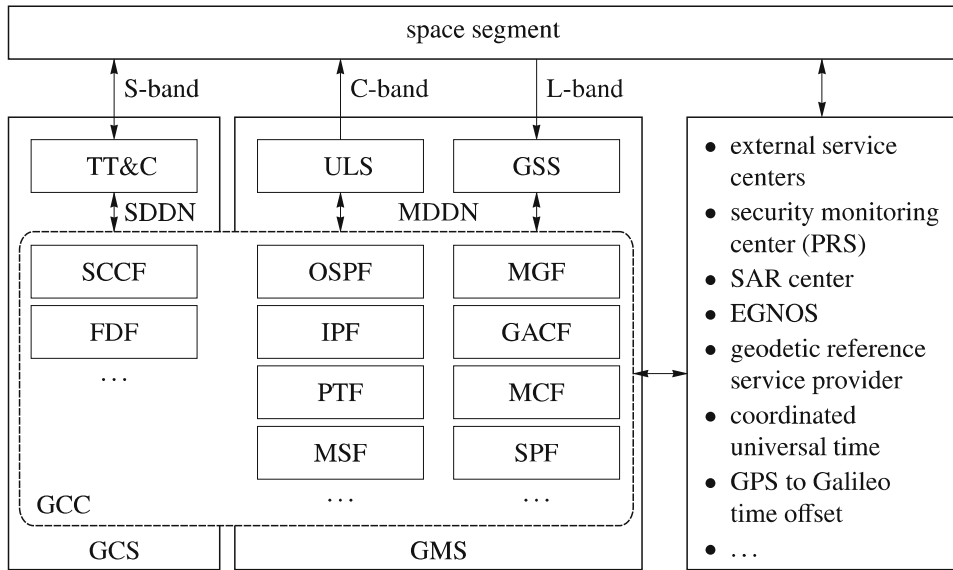 space segment
S-band
C-band
L-band
TT&C
ULS
GSS
SDDN
MDDN
SCCF
FDF
...
OSPF
IPF
PTF
MSF
...
MGF
GACF
MCF
SPF
...
GCC
GCS
GMS
• external service
centers
• security monitoring
center (PRS)
• SAR center
• EGNOS
• geodetic reference
service provider
• coordinated
universal time
• GPS to Galileo
time offset
• ...